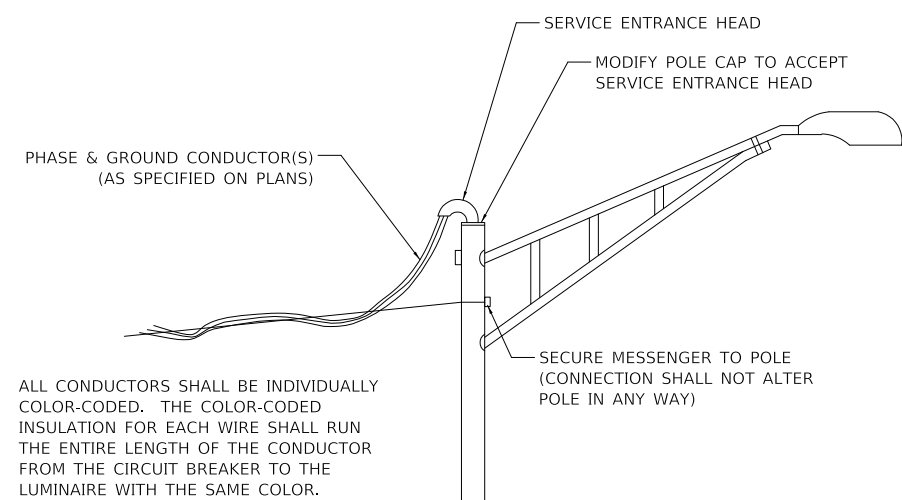 SERVICE ENTRANCE HEAD
MODIFY POLE CAP TO ACCEPT
SERVICE ENTRANCE HEAD
PHASE & GROUND CONDUCTOR(S)
(AS SPECIFIED ON PLANS)
SECURE MESSENGER TO POLE
(CONNECTION SHALL NOT ALTER
POLE IN ANY WAY)
ALL CONDUCTORS SHALL BE INDIVIDUALLY
COLOR-CODED.  THE COLOR-CODED
INSULATION FOR EACH WIRE SHALL RUN
THE ENTIRE LENGTH OF THE CONDUCTOR
FROM THE CIRCUIT BREAKER TO THE
LUMINAIRE WITH THE SAME COLOR.